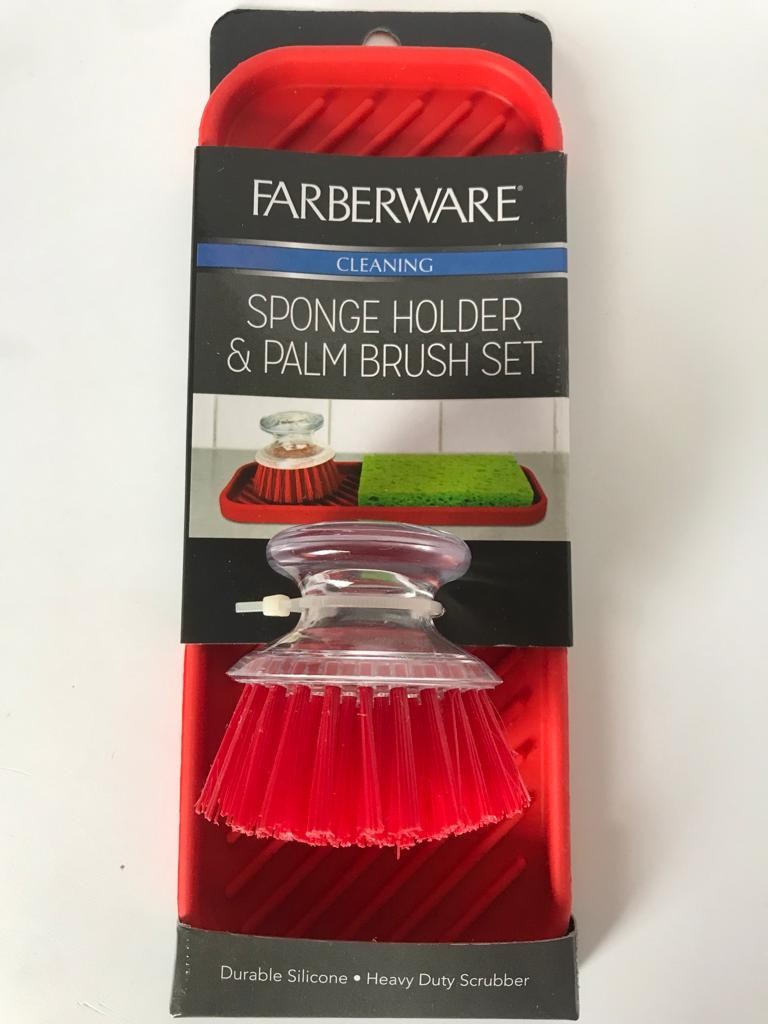 FARBERWARE®
CLEANING
SPONGE HOLDER
& PALM BRUSH SET
Durable Silicone • Heavy Duty Scrubber